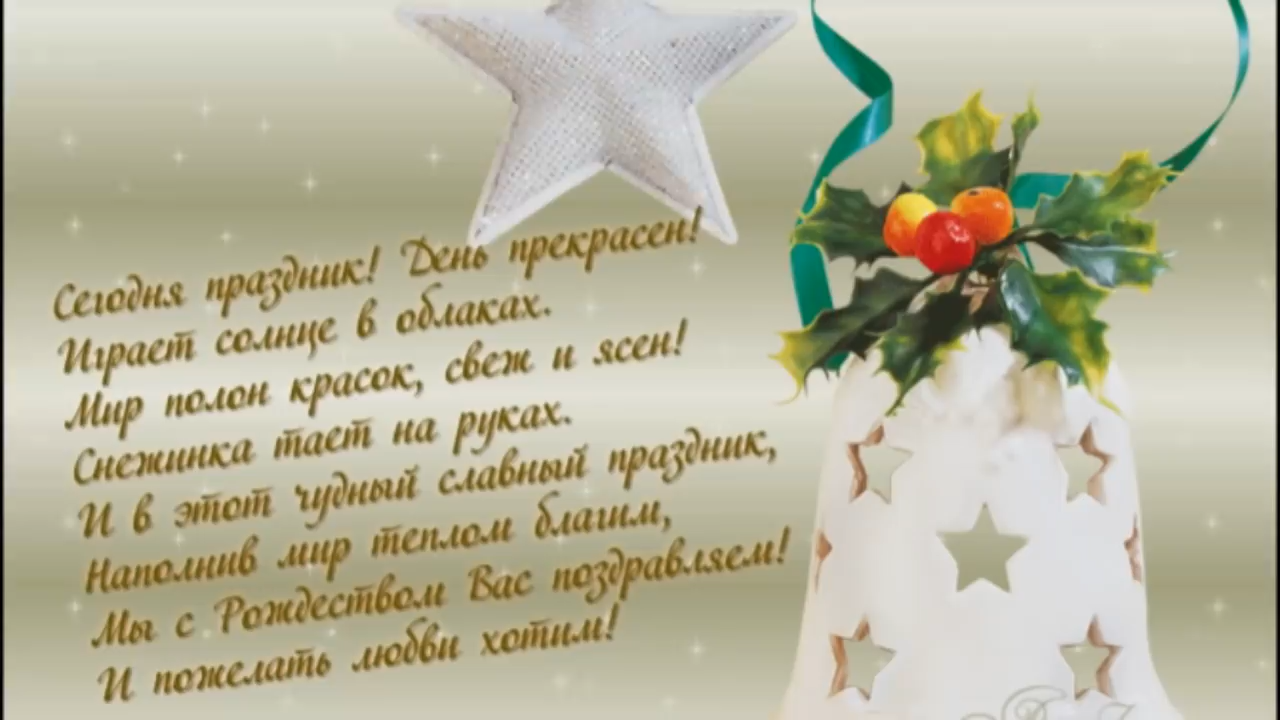 Сегодня праздник! День прекрасен!
Играет солнце в облаках.
Мир полон красок, свеж и ясен!
Снежинка тает на руках.
И в этот чудный славный праздник,
Наполнив мир теплом благим,
Мы с Рождеством Вас поздравляем!
И пожелать любви хотим!